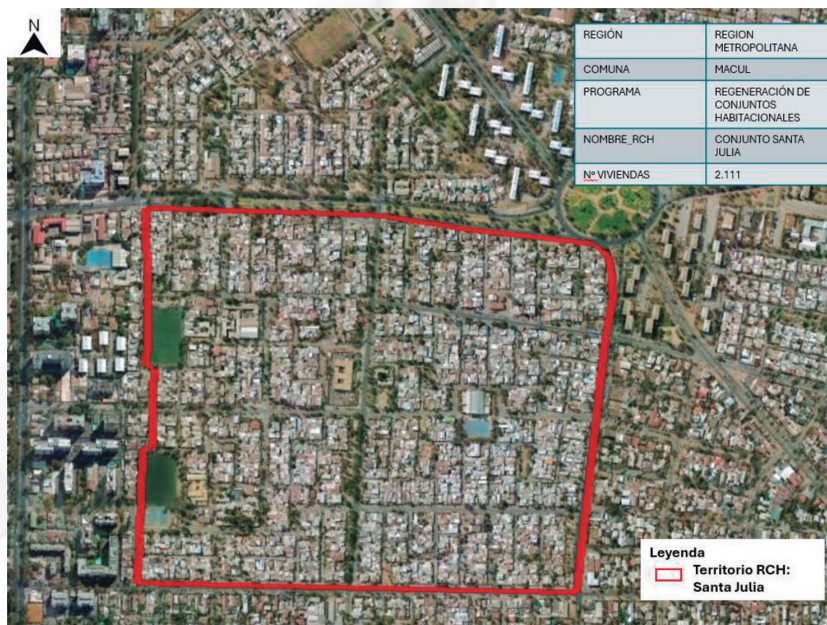 N
REGIÓN
REGION
METROPOLITANA
COMUNA
MACUL
PROGRAMA
REGENERACIÓN DE
CONJUNTOS
HABITACIONALES
NOMBRE_RCH
CONJUNTO SANTA
JULIA
Nº VIVIENDAS
2.111
Leyenda
Territorio RCH:
Santa Julia